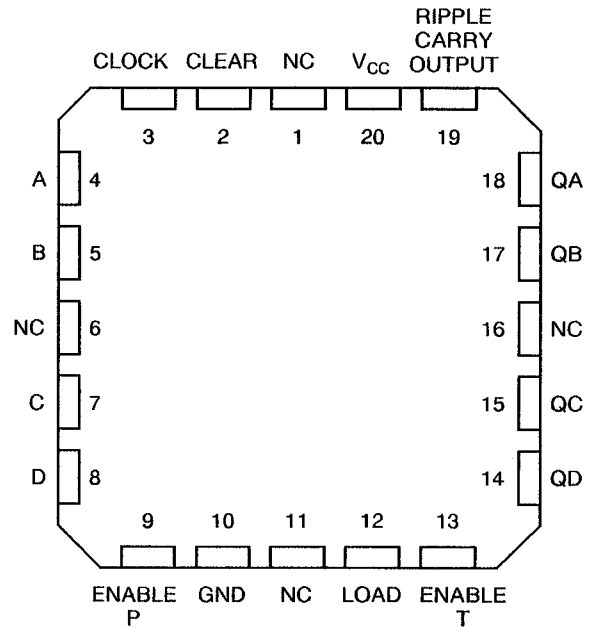 RIPPLE
CARRY
CLOCK CLEAR NC VCC OUTPUT
3 2 1 20 19
A 4 18 QA
B 5 17 QB
NC 6 16 NC
C 7 15 QC
D 8 14 QD
9 10 11 12 13
ENABLE GND NC LOAD ENABLE
P T